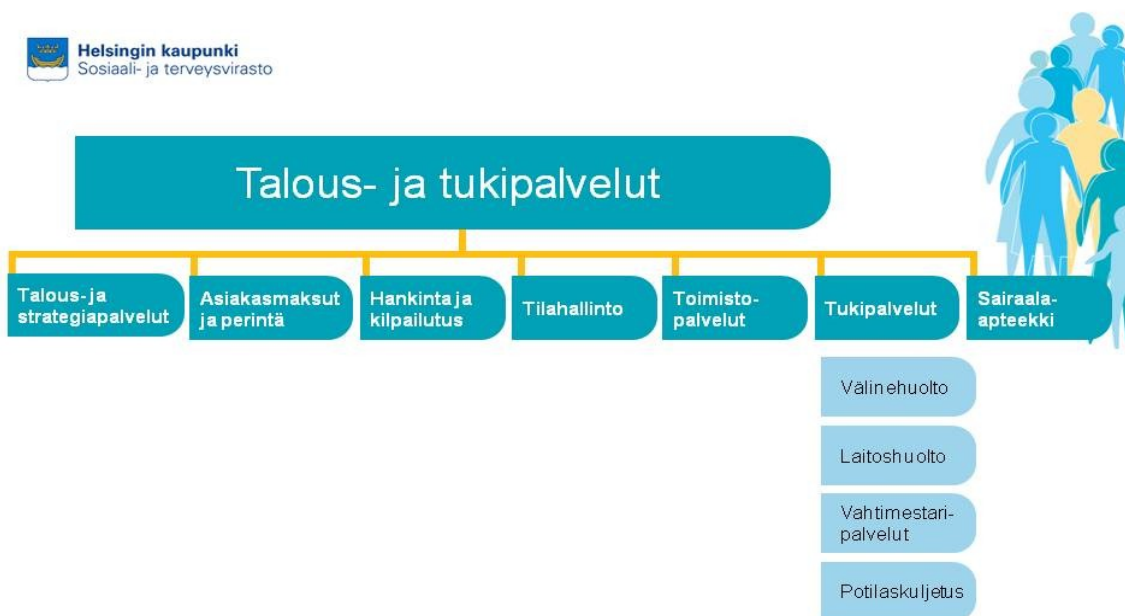 Helsingin kaupunki
Sosiaali- ja terveysvirasto
Talous- ja tukipalvelut
Talous- ja
strategiapalvelut
Asiakasmaksut
ja perintä
Hankinta ja
kilpailutus
Tilahallinto
Toimisto-
palvelut
Tukipalvelut
Sairaala-
apteekki
Välinehuolto
Laitoshuolto
Vahtimestari-
palvelut
Potilaskuljetus